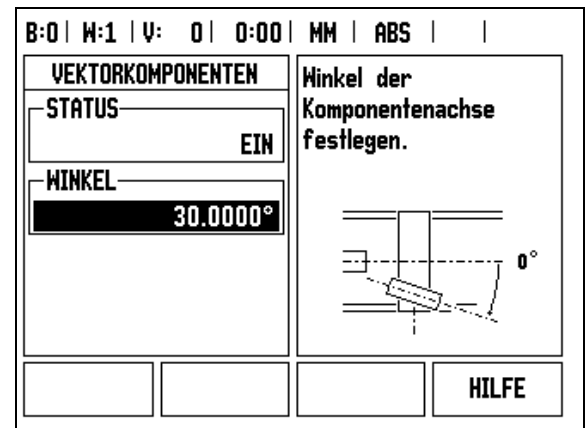 B:0| W:1 |V: 0| 0:00| MM | ABS | |
VEKTORKOMPONENTEN
STATUS
EIN
WINKEL
30.0000°
Winkel der
Komponentenachse
festlegen.
0°
HILFE